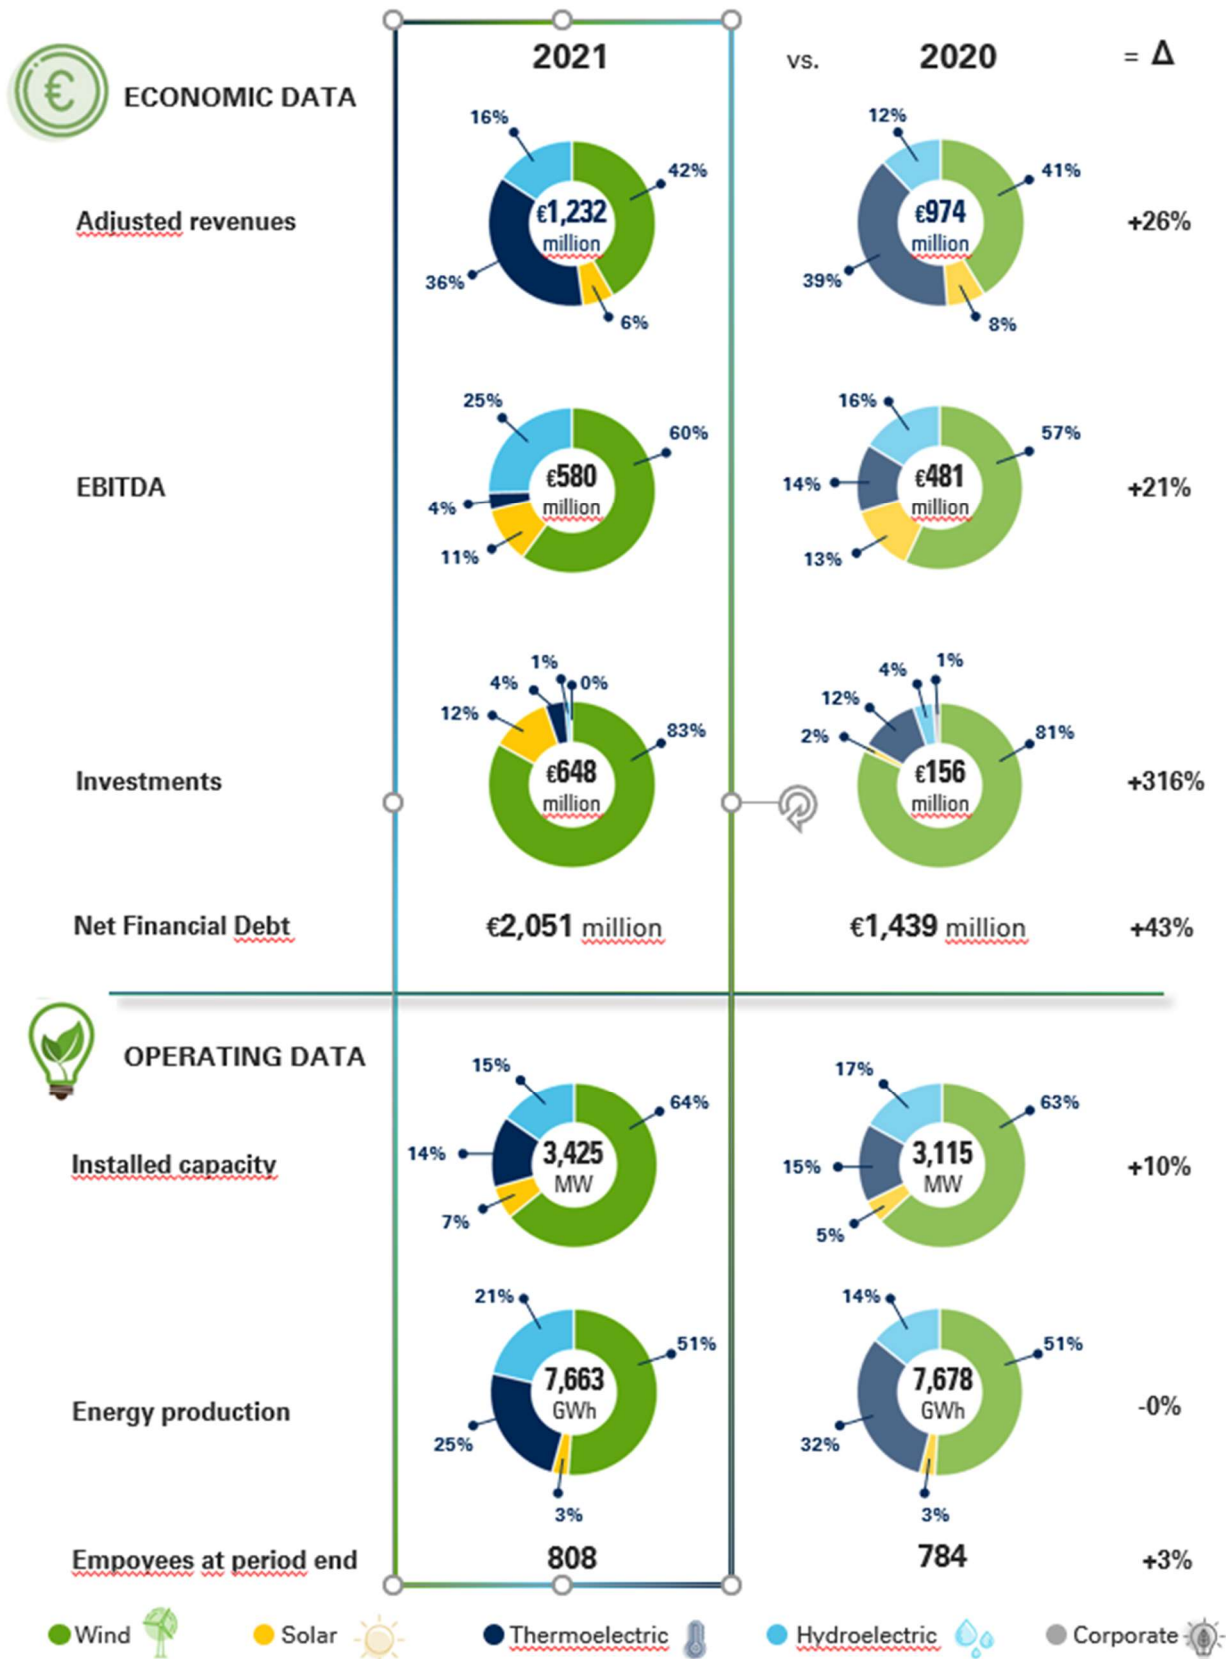 2021 vs. 2020 = Δ
€ ECONOMIC DATA
16% 42% 12% 41%
Adjusted revenues €1,232 million €974 million +26%
36% 6% 39% 8%
25% 60% 16% 57%
EBITDA €580 million €481 million +21%
4% 11% 14% 13%
1% 0% 4% 12% 83% 4% 1% 12% 2% 81%
Investments €648 million €156 million +316%
Net Financial Debt €2,051 million €1,439 million +43%
OPERATING DATA
15% 64% 17% 63%
Installed capacity 14% 3,425 MW 15% 3,115 MW +10%
7% 5%
21% 51% 14% 51%
Energy production 7,663 GWh 7,678 GWh -0%
25% 3% 32% 3%
Empoyees at period end 808 784 +3%
Wind Solar Thermoelectric Hydroelectric Corporate